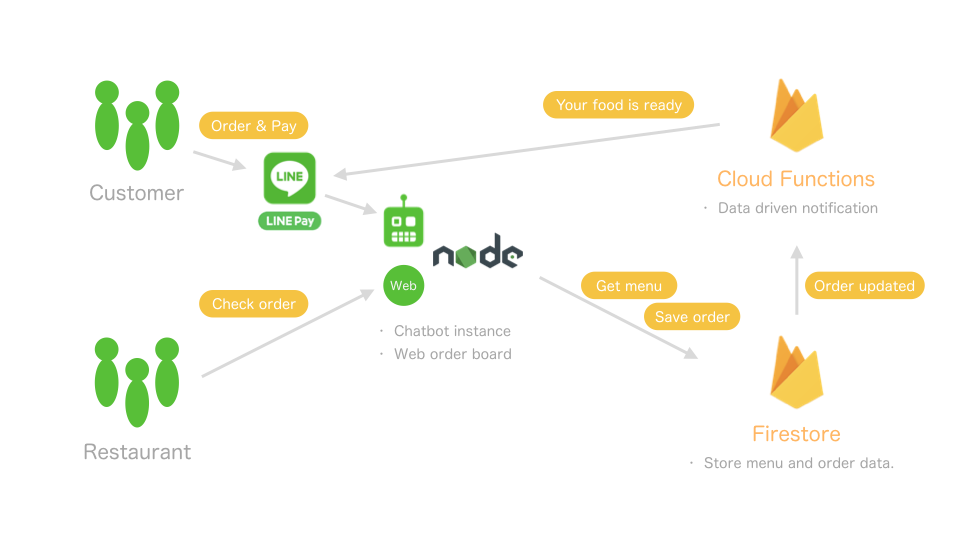 Your food is ready
Order & Pay
Customer
LINE
LINE Pay
Cloud Functions
・ Data driven notification
node
Web
Check order
Get menu
Save order
Order updated
・ Chatbot instance
・ Web order board
Restaurant
Firestore
・ Store menu and order data.